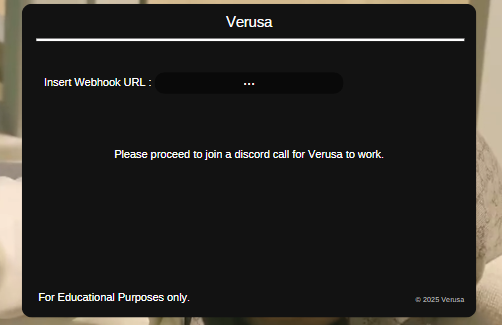 Verusa
Insert Webhook URL : ...
Please proceed to join a discord call for Verusa to work.
For Educational Purposes only.
© 2025 Verusa